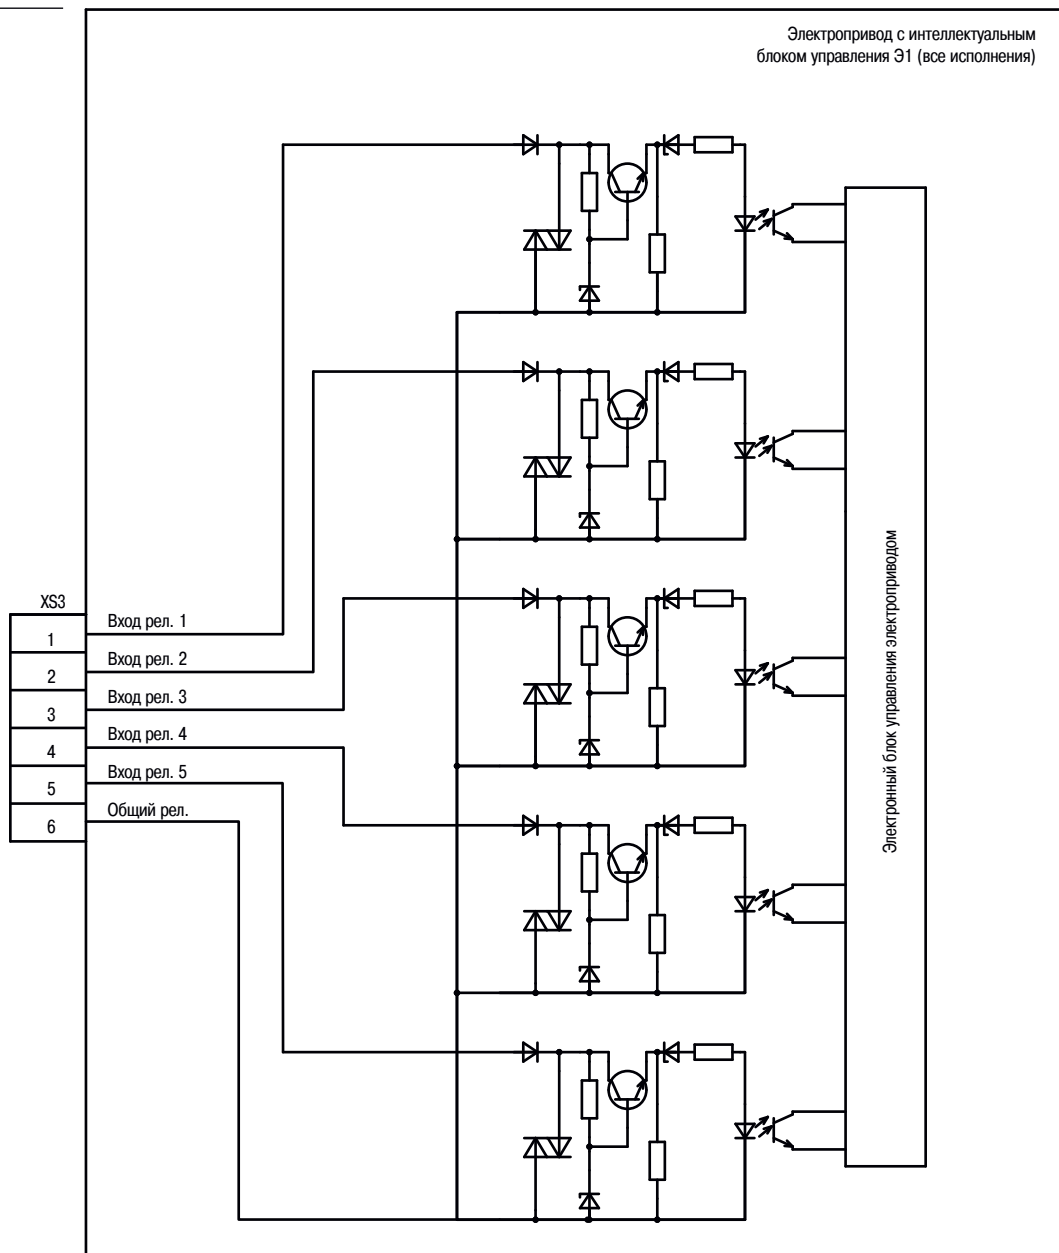 Электропривод с интеллектуальным
блоком управления Э1 (все исполнения)
XS3
1
Вход рел. 1
2
Вход рел. 2
3
Вход рел. 3
4
Вход рел. 4
5
Вход рел. 5
6
Общий рел.
Электронный блок управления электроприводом